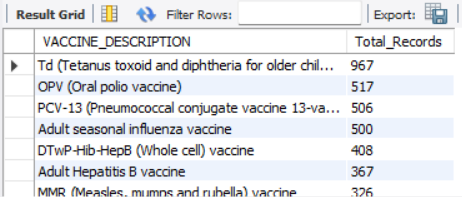 Result Grid Filter Rows: Export:
VACCINE_DESCRIPTION Total_Records
Td (Tetanus toxoid and diphtheria for older chil... 967
OPV (Oral polio vaccine) 517
PCV-13 (Pneumococcal conjugate vaccine 13-va... 506
Adult seasonal influenza vaccine 500
DTwP-Hib-HepB (Whole cell) vaccine 408
Adult Hepatitis B vaccine 367
MMR (Measles, mumps and rubella) vaccine 326